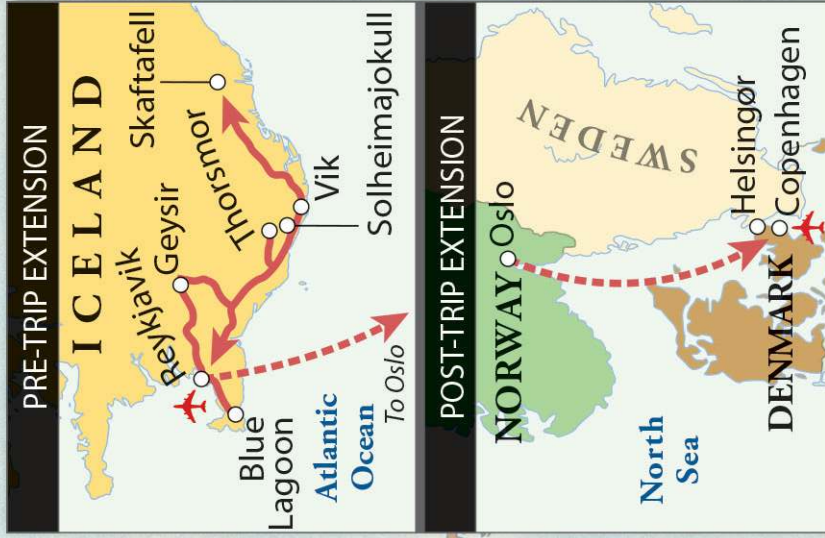 PRE-TRIP EXTENSION
ICELAND
Skaftafell
Geysir
Thorsmor
Reykjavik
Vik
Solheimajokull
Blue
Lagoon
Atlantic
Ocean
To Oslo
POST-TRIP EXTENSION
SWEDEN
NORWAY
Oslo
Helsingør
Copenhagen
DENMARK
North
Sea